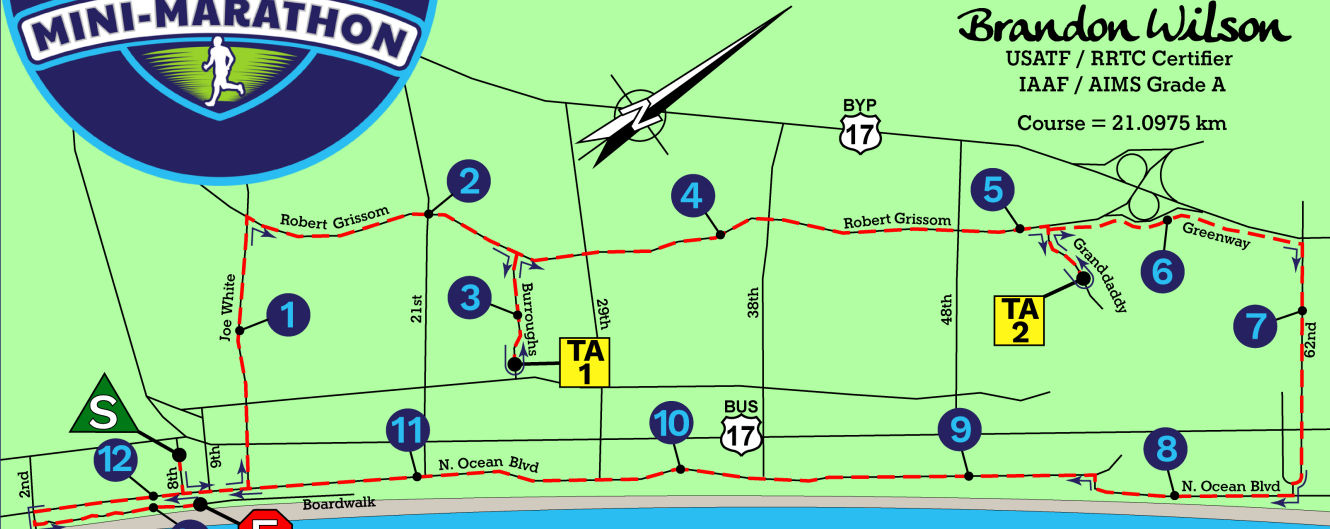 MINI-MARATHON
Brandon Wilson
USATF / RRTC Certifier
IAAF / AIMS Grade A
Course = 21.0975 km
BYP
17
2
4
5
Robert Grissom
Robert Grissom
Greenway
Granddaddy
6
Joe White
1
21st
3
Burroughs
29th
38th
48th
TA
2
7
62nd
TA
1
S
BUS
17
11
10
9
8
12
9th
8th
2nd
N. Ocean Blvd
N. Ocean Blvd
Boardwalk